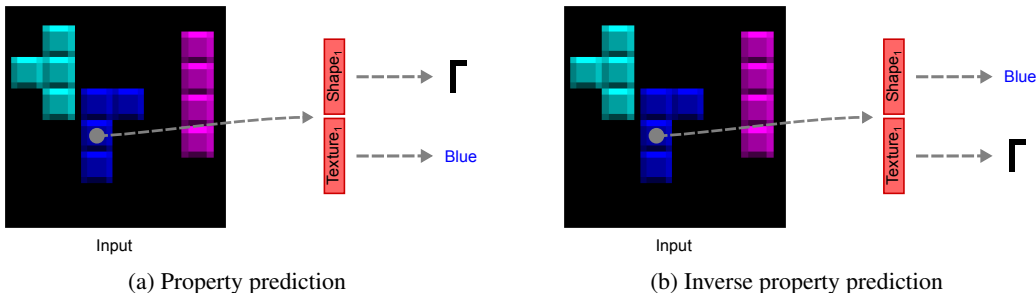 Shape1
Texture1
Blue
Input
(a) Property prediction
Shape1
Texture1
Blue
Input
(b) Inverse property prediction